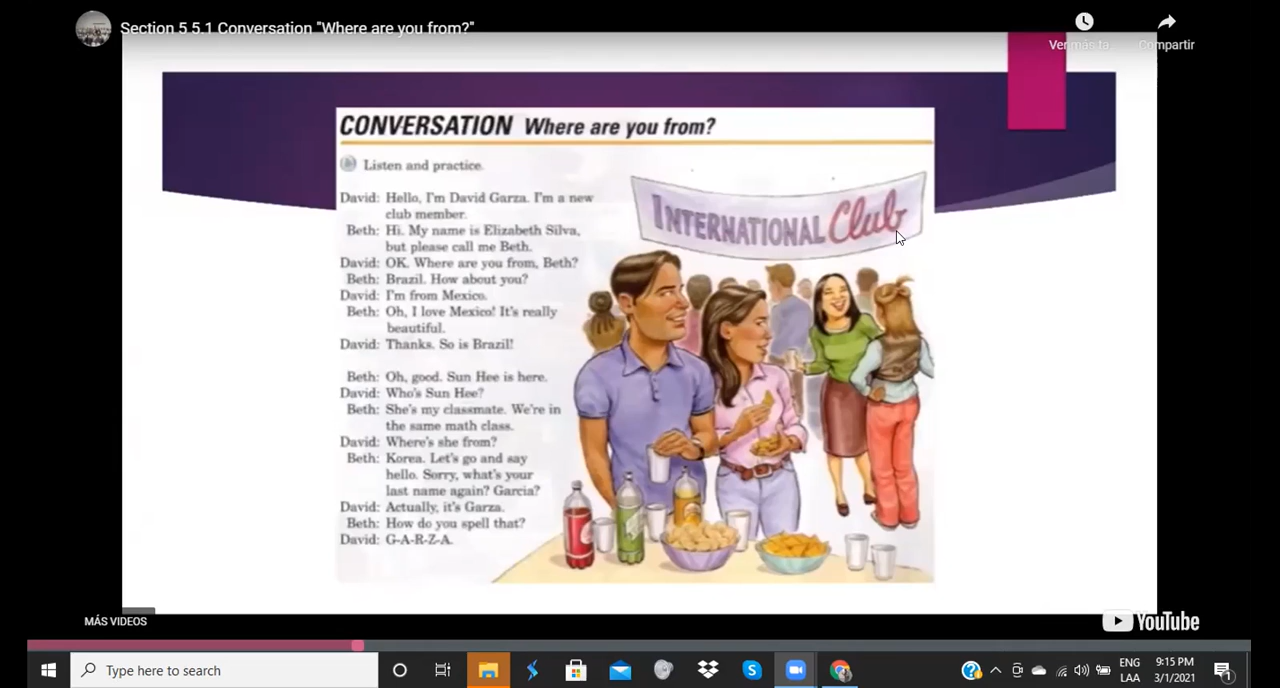 Section 5.5.1 Conversation "Where are you from?"
Ver más ta...
Compartir
CONVERSATION Where are you from?
Listen and practice.
David: Hello, I'm David Garza. I'm a new
club member.
Beth: Hi. My name is Elizabeth Silva,
but please call me Beth.
David: OK. Where are you from, Beth?
Beth: Brazil. How about you?
David: I'm from Mexico.
Beth: Oh, I love Mexico! It's really
beautiful.
David: Thanks. So is Brazil!
Beth: Oh, good. Sun Hee is here.
David: Who's Sun Hee?
Beth: She's my classmate. We're in
the same math class.
David: Where's she from?
Beth: Korea. Let's go and say
hello. Sorry, what's your
last name again? Garcia?
David: Actually, it's Garza.
Beth: How do you spell that?
David: G-A-R-Z-A.
INTERNATIONAL Club
MÁS VIDEOS
YouTube
Type here to search
ENG
LAA
9:15 PM
3/1/2021
1